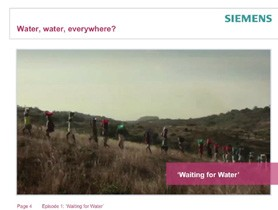 SIEMENS
Water, water, everywhere?
'Waiting for Water'
Page 4 Episode 1: 'Waiting for Water'